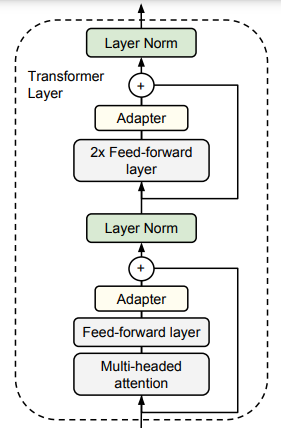 Layer Norm
Transformer
Layer
+
Adapter
2x Feed-forward
layer
Layer Norm
+
Adapter
Feed-forward layer
Multi-headed
attention